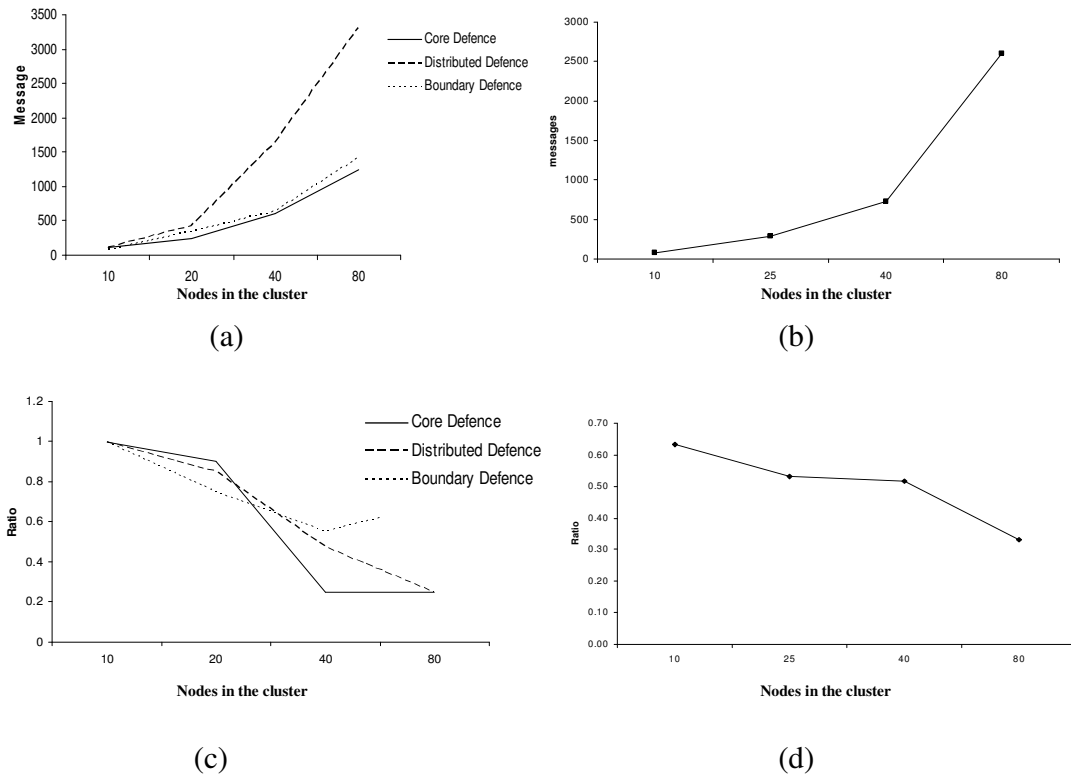 3500
3000
2500
2000
1500
1000
500
0
Message
10 20 40 80
Nodes in the cluster
Core Defence
Distributed Defence
Boundary Defence
(a)
3000
2500
2000
1500
1000
500
0
messages
10 25 40 80
Nodes in the cluster
(b)
1.2
1
0.8
0.6
0.4
0.2
0
Ratio
10 20 40 80
Nodes in the cluster
Core Defence
Distributed Defence
Boundary Defence
(c)
0.70
0.60
0.50
0.40
0.30
0.20
0.10
0.00
Ratio
10 25 40 80
Nodes in the cluster
(d)